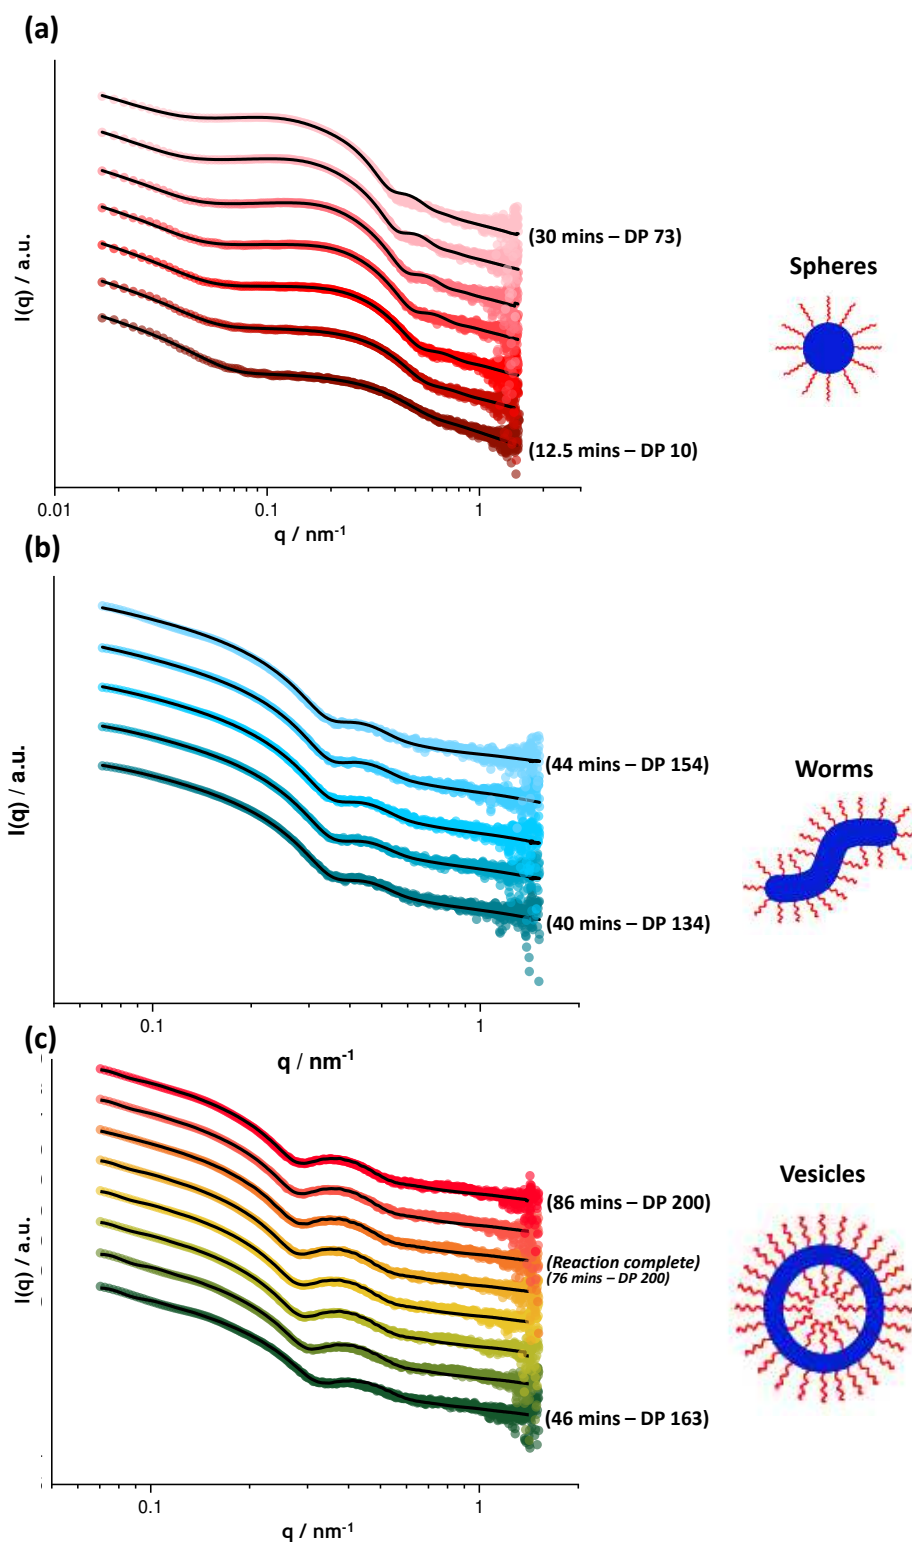 (a)
I(q) / a.u.
(30 mins – DP 73)
Spheres
(12.5 mins – DP 10)
0.01
0.1
1
q / nm⁻¹
(b)
I(q) / a.u.
(44 mins – DP 154)
Worms
(40 mins – DP 134)
0.1
1
q / nm⁻¹
(c)
I(q) / a.u.
Vesicles
(86 mins – DP 200)
(Reaction complete)
(76 mins – DP 200)
(46 mins – DP 163)
0.1
1
q / nm⁻¹